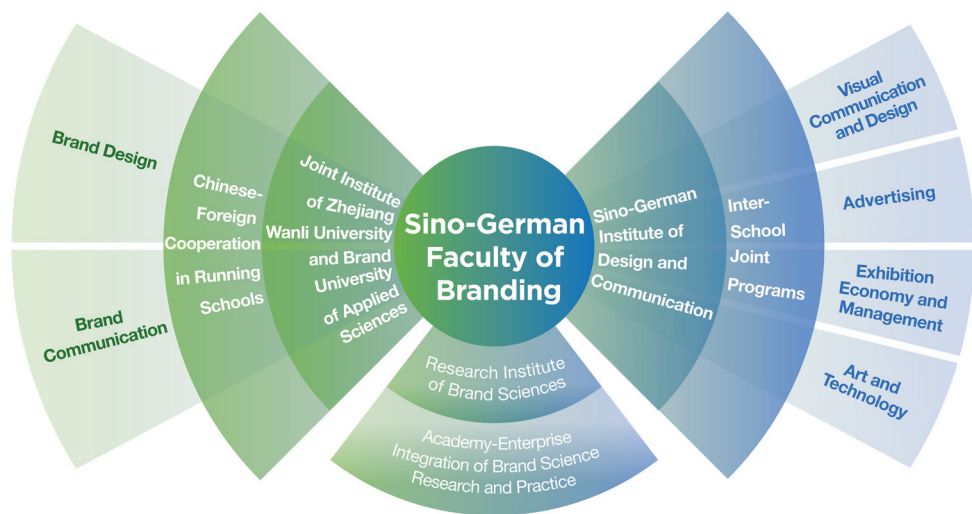 Brand Design
Brand
Communication
Chinese-
Foreign
Cooperation
in Running
Schools
Joint Institute
of Zhejiang
Wanli University
and Brand
University
of Applied
Sciences
Sino-German
Faculty of
Branding
Research Institute
of Brand Sciences
Academy-Enterprise
Integration of Brand Science
Research and Practice
Sino-German
Institute of
Design and
Communication
Inter-
School
Joint
Programs
Visual
Communication
and Design
Advertising
Exhibition
Economy and
Management
Art and
Technology